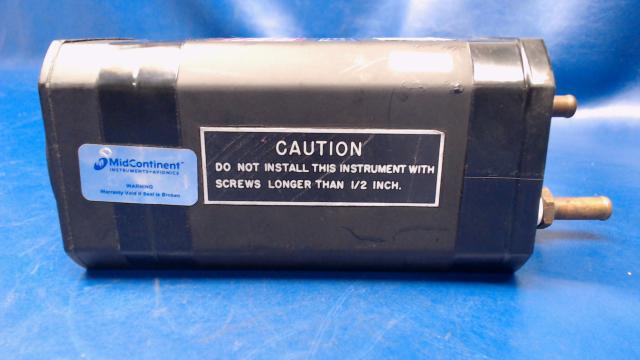 MidContinent™
INSTRUMENTS+AVIONICS
WARNING
Warranty Void if Seal is Broken
CAUTION
DO NOT INSTALL THIS INSTRUMENT WITH
SCREWS LONGER THAN 1/2 INCH.